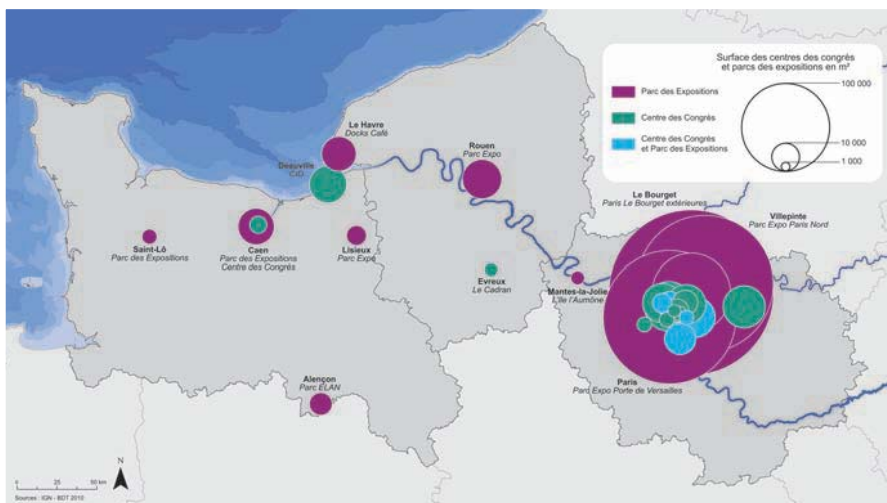 Surface des centres des congrès
et parcs des expositions en m²
Parc des Expositions
Centre des Congrès
Centre des Congrès
et Parc des Expositions
100 000
10 000
1 000
Le Havre
Docks Café
Deauville
CID
Rouen
Parc Expo
Le Bourget
Paris Le Bourget extérieures
Villepinte
Parc Expo Paris Nord
Saint-Lô
Parc des Expositions
Caen
Parc des Expositions
Centre des Congrès
Lisieux
Parc Expo
Evreux
Le Cadran
Mantes-la-Jolie
L'île l'Aumône
Paris
Parc Expo Porte de Versailles
Alençon
Parc ELAN
0 25 50 km
N
Sources : IGN - BDT 2010